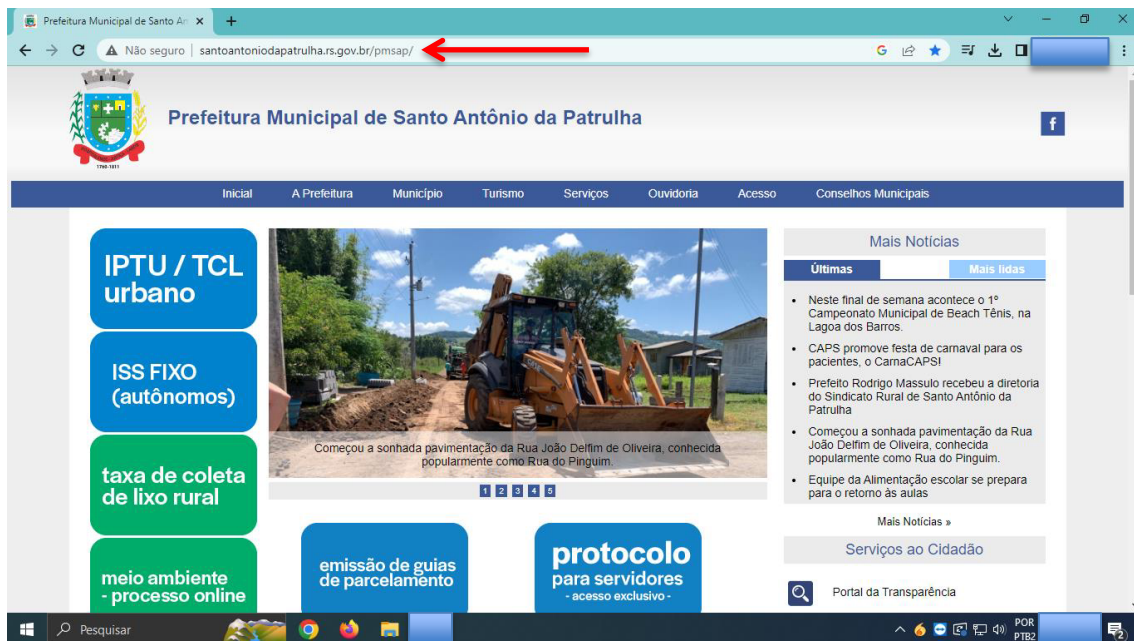 Prefeitura Municipal de Santo An
Não seguro
santoantoniodapatrulha.rs.gov.br/pmsap/
Prefeitura Municipal de Santo Antônio da Patrulha
1760-1811
f
Inicial
A Prefeitura
Município
Turismo
Serviços
Ouvidoria
Acesso
Conselhos Municipais
IPTU / TCL
urbano
ISS FIXO
(autônomos)
taxa de coleta
de lixo rural
meio ambiente
- processo online
Começou a sonhada pavimentação da Rua João Delfim de Oliveira, conhecida
popularmente como Rua do Pinguim.
1 2 3 4 5
emissão de guias
de parcelamento
protocolo
para servidores
- acesso exclusivo -
Mais Notícias
Últimas
Mais lidas
Neste final de semana acontece o 1º
Campeonato Municipal de Beach Tênis, na
Lagoa dos Barros.
CAPS promove festa de carnaval para os
pacientes, o CarnaCAPS!
Prefeito Rodrigo Massulo recebeu a diretoria
do Sindicato Rural de Santo Antônio da
Patrulha
Começou a sonhada pavimentação da Rua
João Delfim de Oliveira, conhecida
popularmente como Rua do Pinguim.
Equipe da Alimentação escolar se prepara
para o retorno às aulas
Mais Notícias »
Serviços ao Cidadão
Portal da Transparência
Pesquisar
POR
PTB2
2